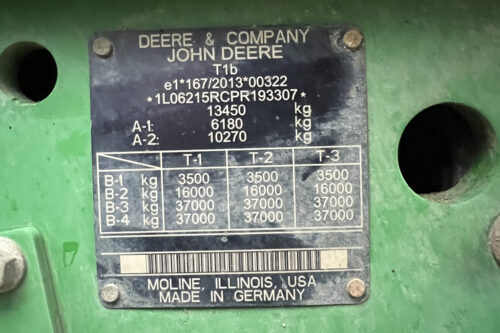 DEERE & COMPANY
JOHN DEERE
T1b
e1*167/2013*00322
*1L06215RCPR193307*
13450 kg
A-1: 6180 kg
A-2: 10270 kg
T-1 T-2 T-3
B-1 kg 3500 3500 3500
B-2 kg 16000 16000 16000
B-3 kg 37000 37000 37000
B-4 kg 37000 37000 37000
MOLINE, ILLINOIS, USA
MADE IN GERMANY